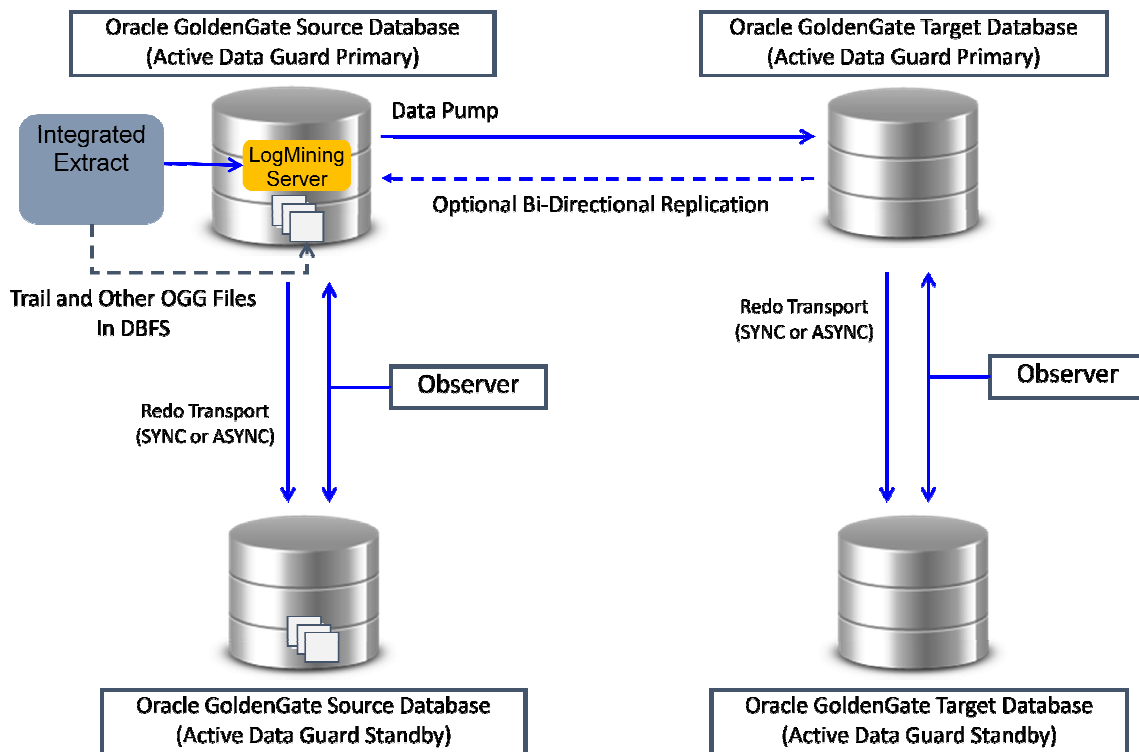 Oracle GoldenGate Source Database
(Active Data Guard Primary)
Oracle GoldenGate Target Database
(Active Data Guard Primary)
Integrated
Extract
LogMining
Server
Data Pump
Optional Bi-Directional Replication
Trail and Other OGG Files
In DBFS
Redo Transport
(SYNC or ASYNC)
Observer
Redo Transport
(SYNC or ASYNC)
Observer
Oracle GoldenGate Source Database
(Active Data Guard Standby)
Oracle GoldenGate Target Database
(Active Data Guard Standby)